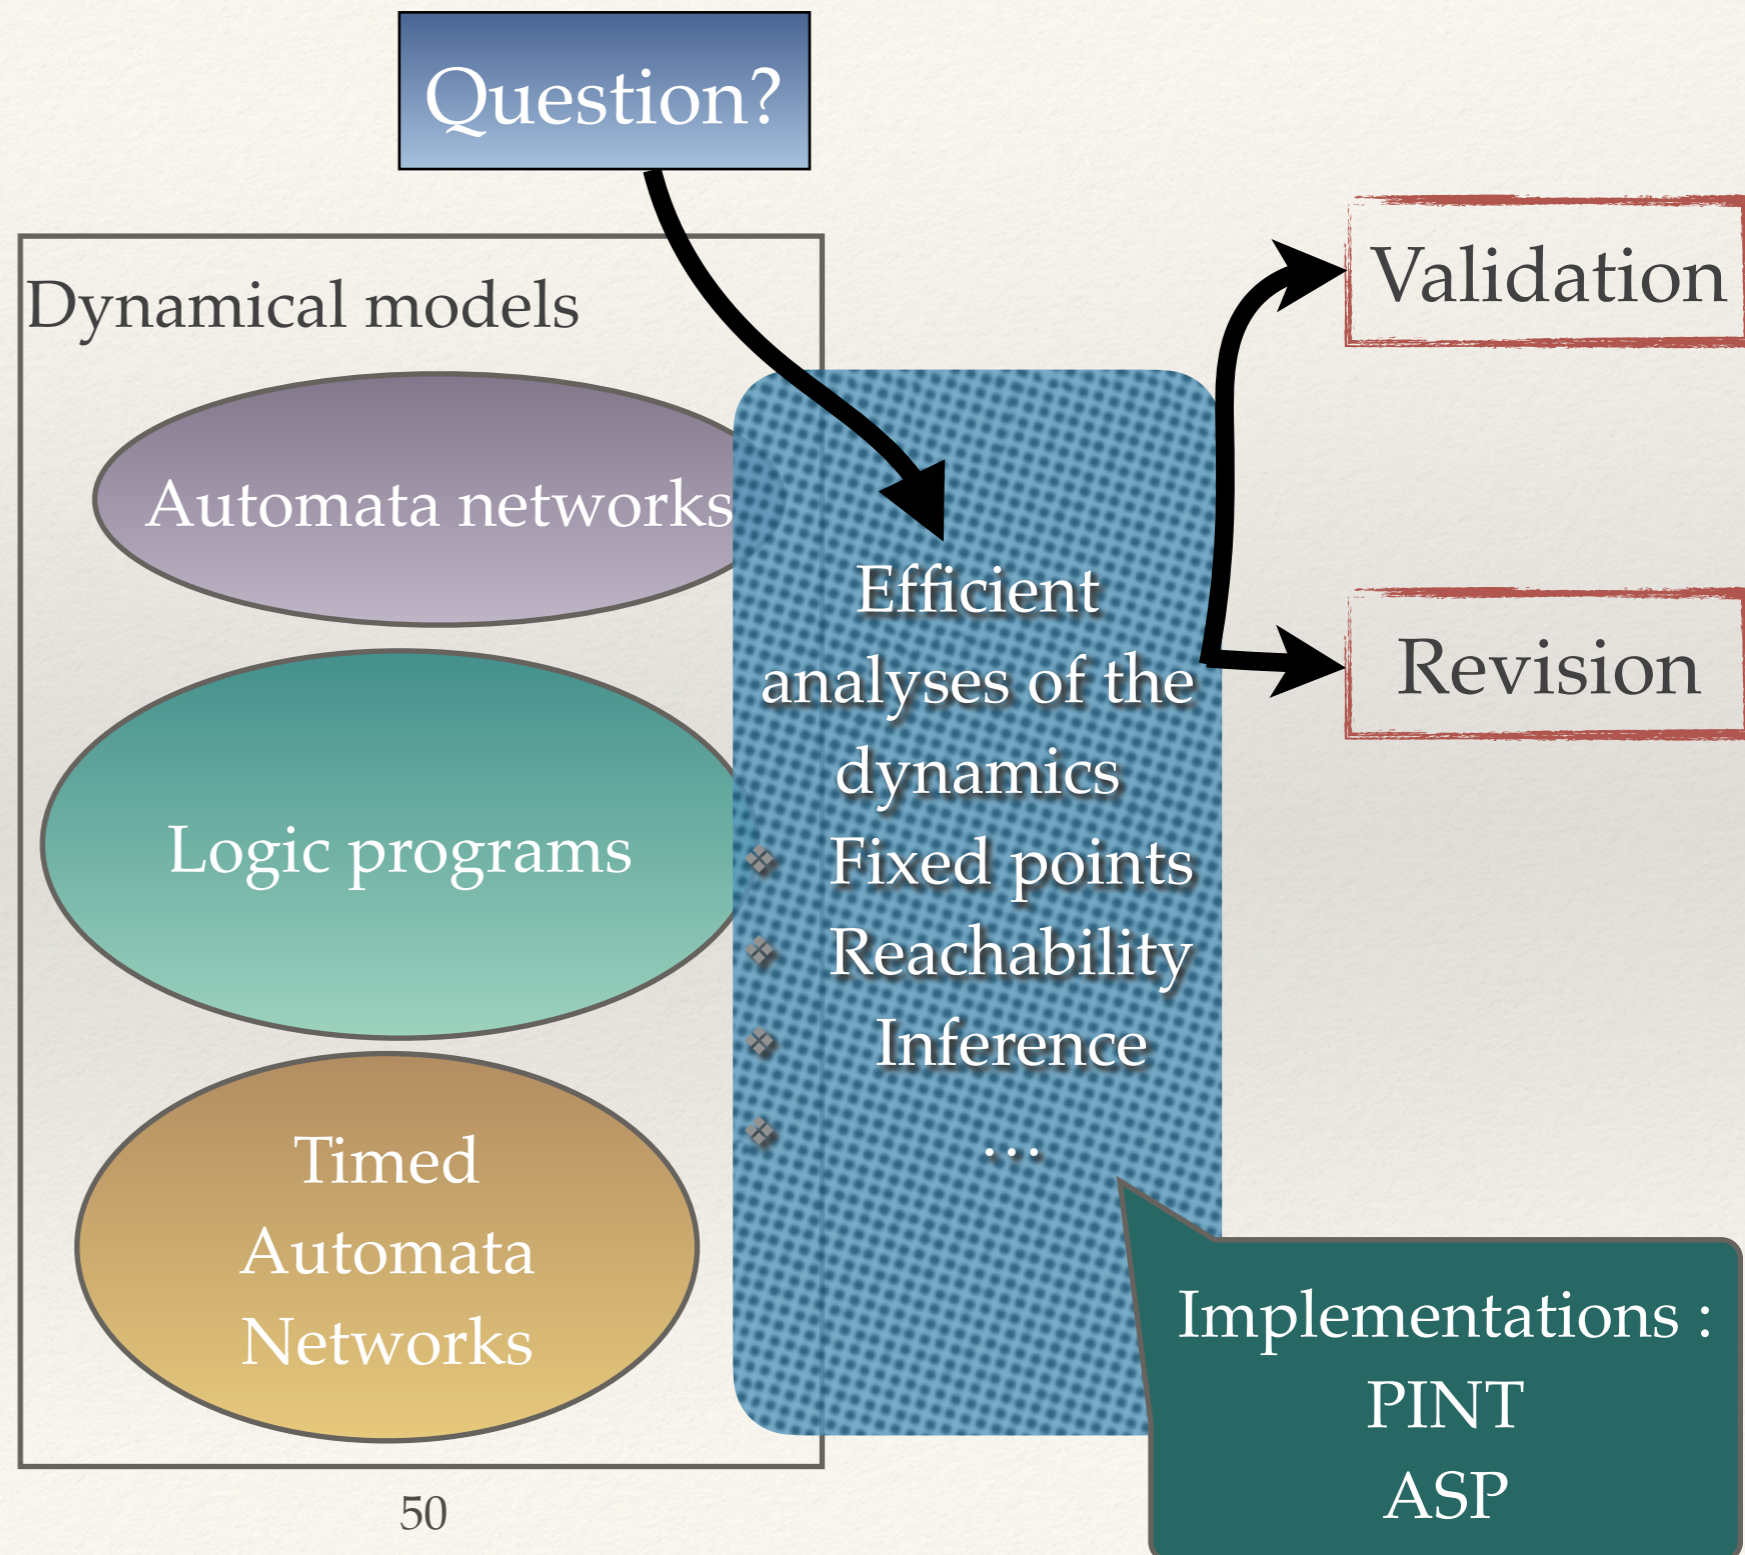 Question?
Dynamical models
Automata networks
Logic programs
Timed
Automata
Networks
Efficient
analyses of the
dynamics
❖ Fixed points
❖ Reachability
❖ Inference
❖ …
Validation
Revision
Implementations :
PINT
ASP
50